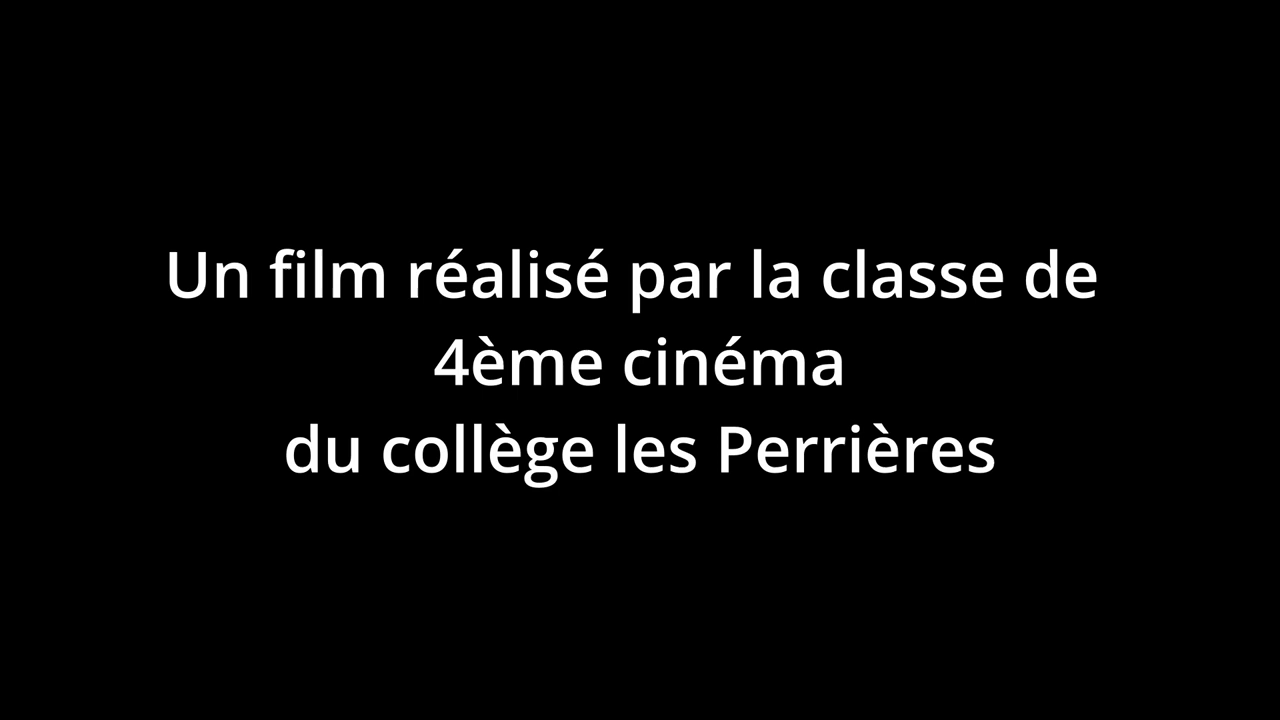 Un film réalisé par la classe de
4ème cinéma
du collège les Perrières